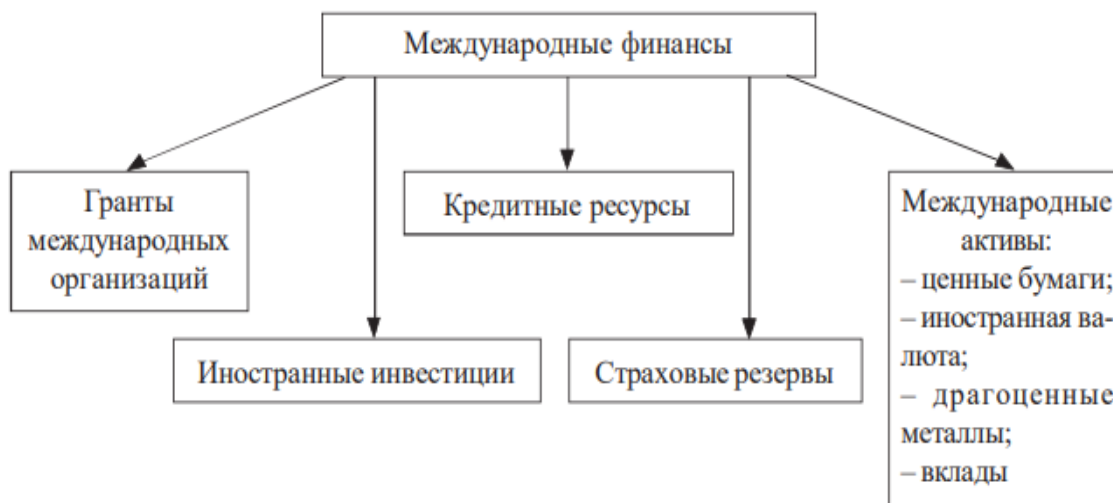 Международные финансы
Гранты
международных
организаций
Кредитные ресурсы
Международные
активы:
– ценные бумаги;
– иностранная ва-
люта;
– драгоценные
металлы;
– вклады
Иностранные инвестиции
Страховые резервы